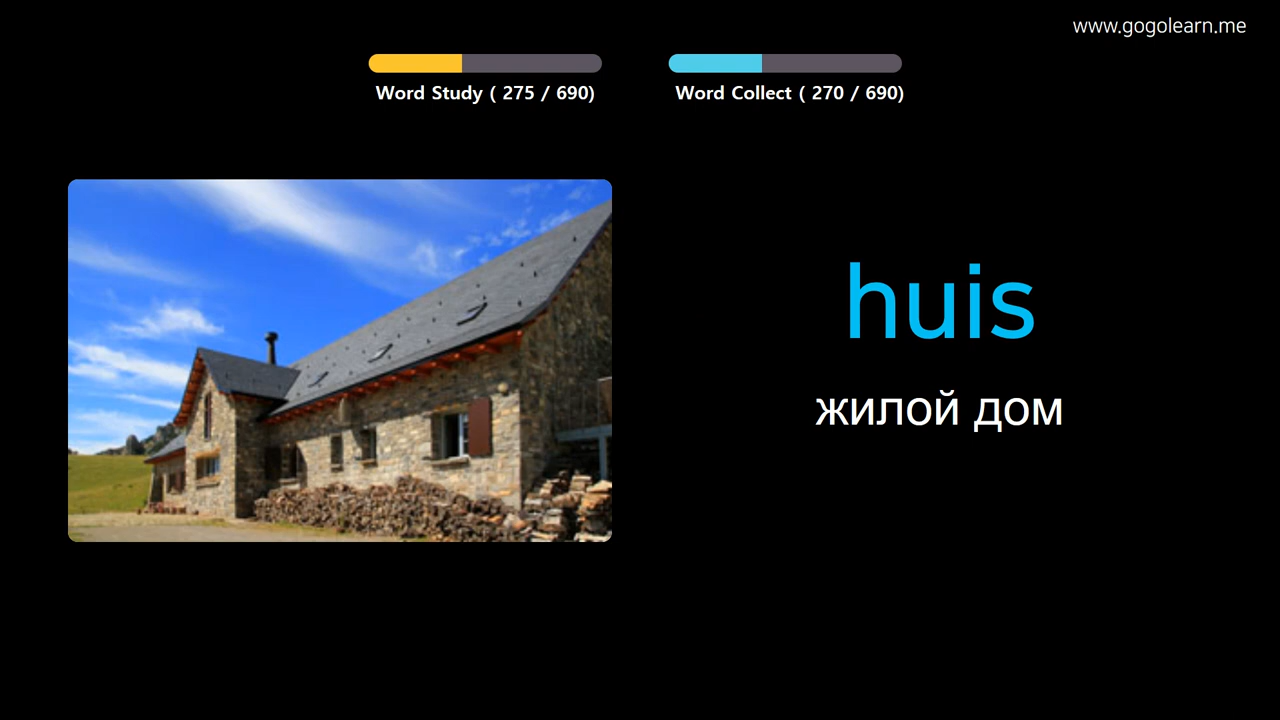 www.gogolearn.me
Word Study ( 275 / 690)
Word Collect ( 270 / 690)
huis
жилой дом